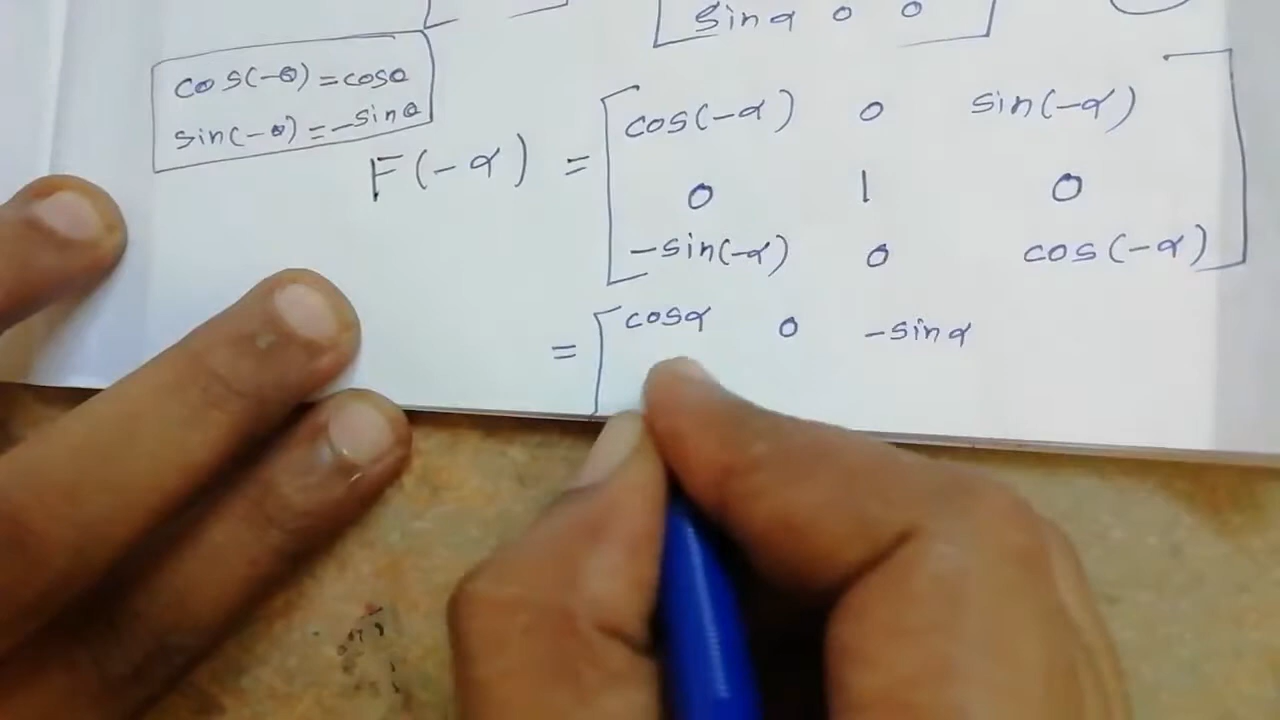 sinα 0 0
cos(-θ) = cosθ
sin(-θ) = -sinθ
F(-α) =
cos(-α) 0 sin(-α)
0 1 0
-sin(-α) 0 cos(-α)
= cosα 0 -sinα